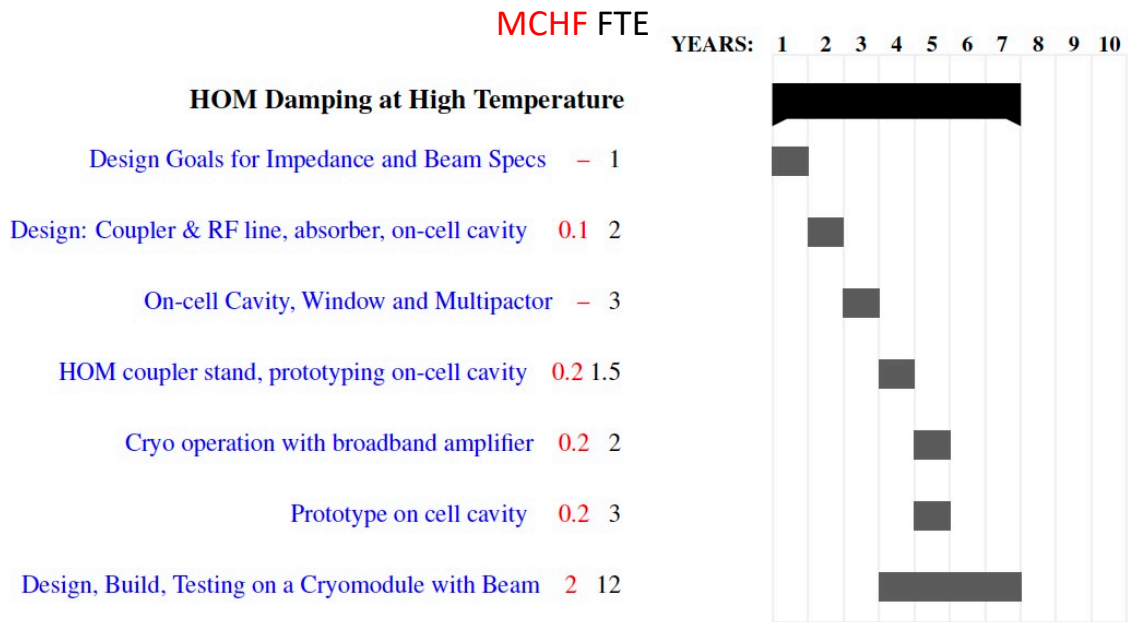 MCHF FTE
YEARS: 1 2 3 4 5 6 7 8 9 10
HOM Damping at High Temperature
Design Goals for Impedance and Beam Specs – 1
Design: Coupler & RF line, absorber, on-cell cavity 0.1 2
On-cell Cavity, Window and Multipactor – 3
HOM coupler stand, prototyping on-cell cavity 0.2 1.5
Cryo operation with broadband amplifier 0.2 2
Prototype on cell cavity 0.2 3
Design, Build, Testing on a Cryomodule with Beam 2 12